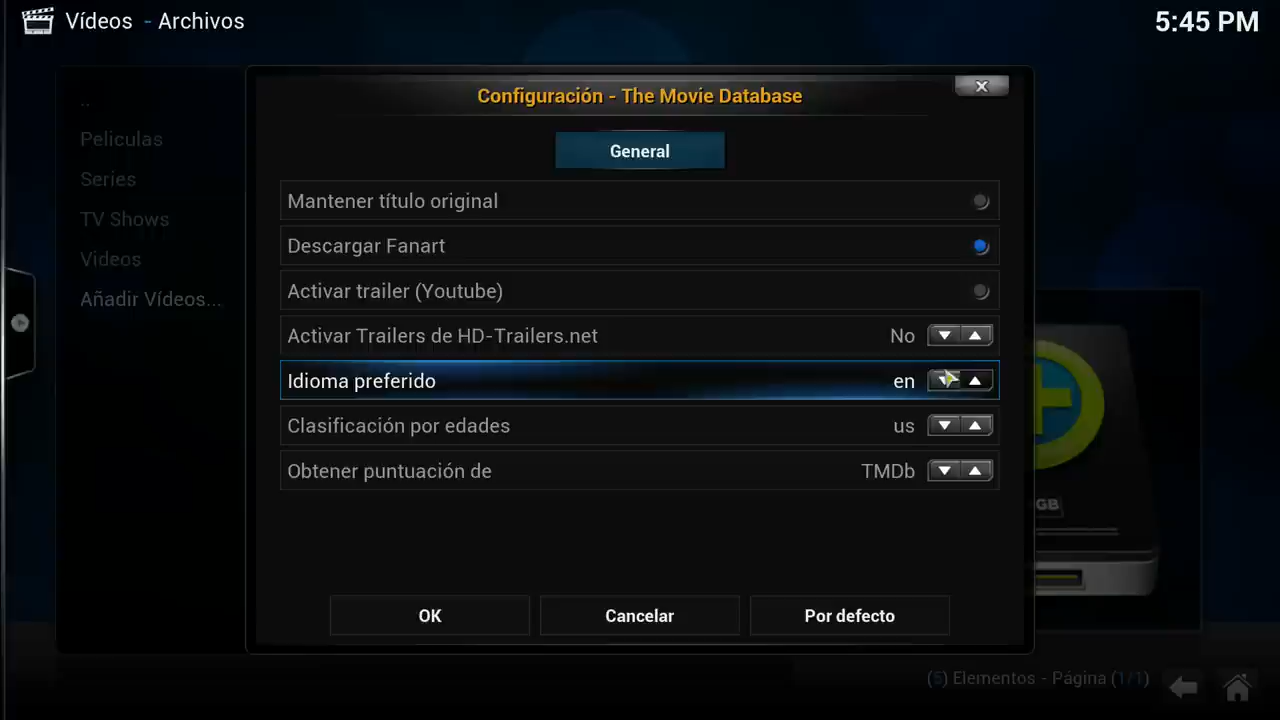 Vídeos - Archivos
5:45 PM
..
Peliculas
Series
TV Shows
Videos
Añadir Vídeos...
Configuración - The Movie Database
General
Mantener título original
Descargar Fanart
Activar trailer (Youtube)
Activar Trailers de HD-Trailers.net No
Idioma preferido en
Clasificación por edades us
Obtener puntuación de TMDb
GB
OK Cancelar Por defecto
(5) Elementos - Página (1/1)